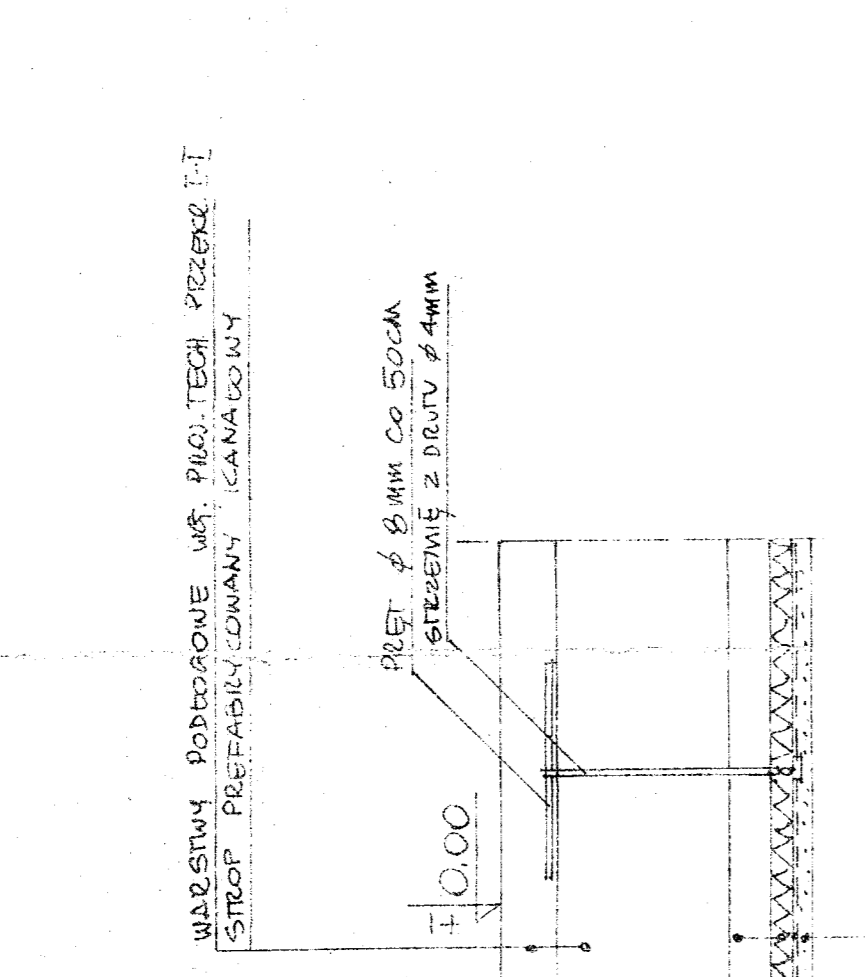 WARSTWY PODŁOGOWE WG. PROJ. TECH PRZEKR I-I
STROP PREFABRYKOWANY KANAŁOWY
PRĘT ϕ 8 MM CO 50CM
STRZEMIĘ Z DRUTU ϕ 4MM
±0.00